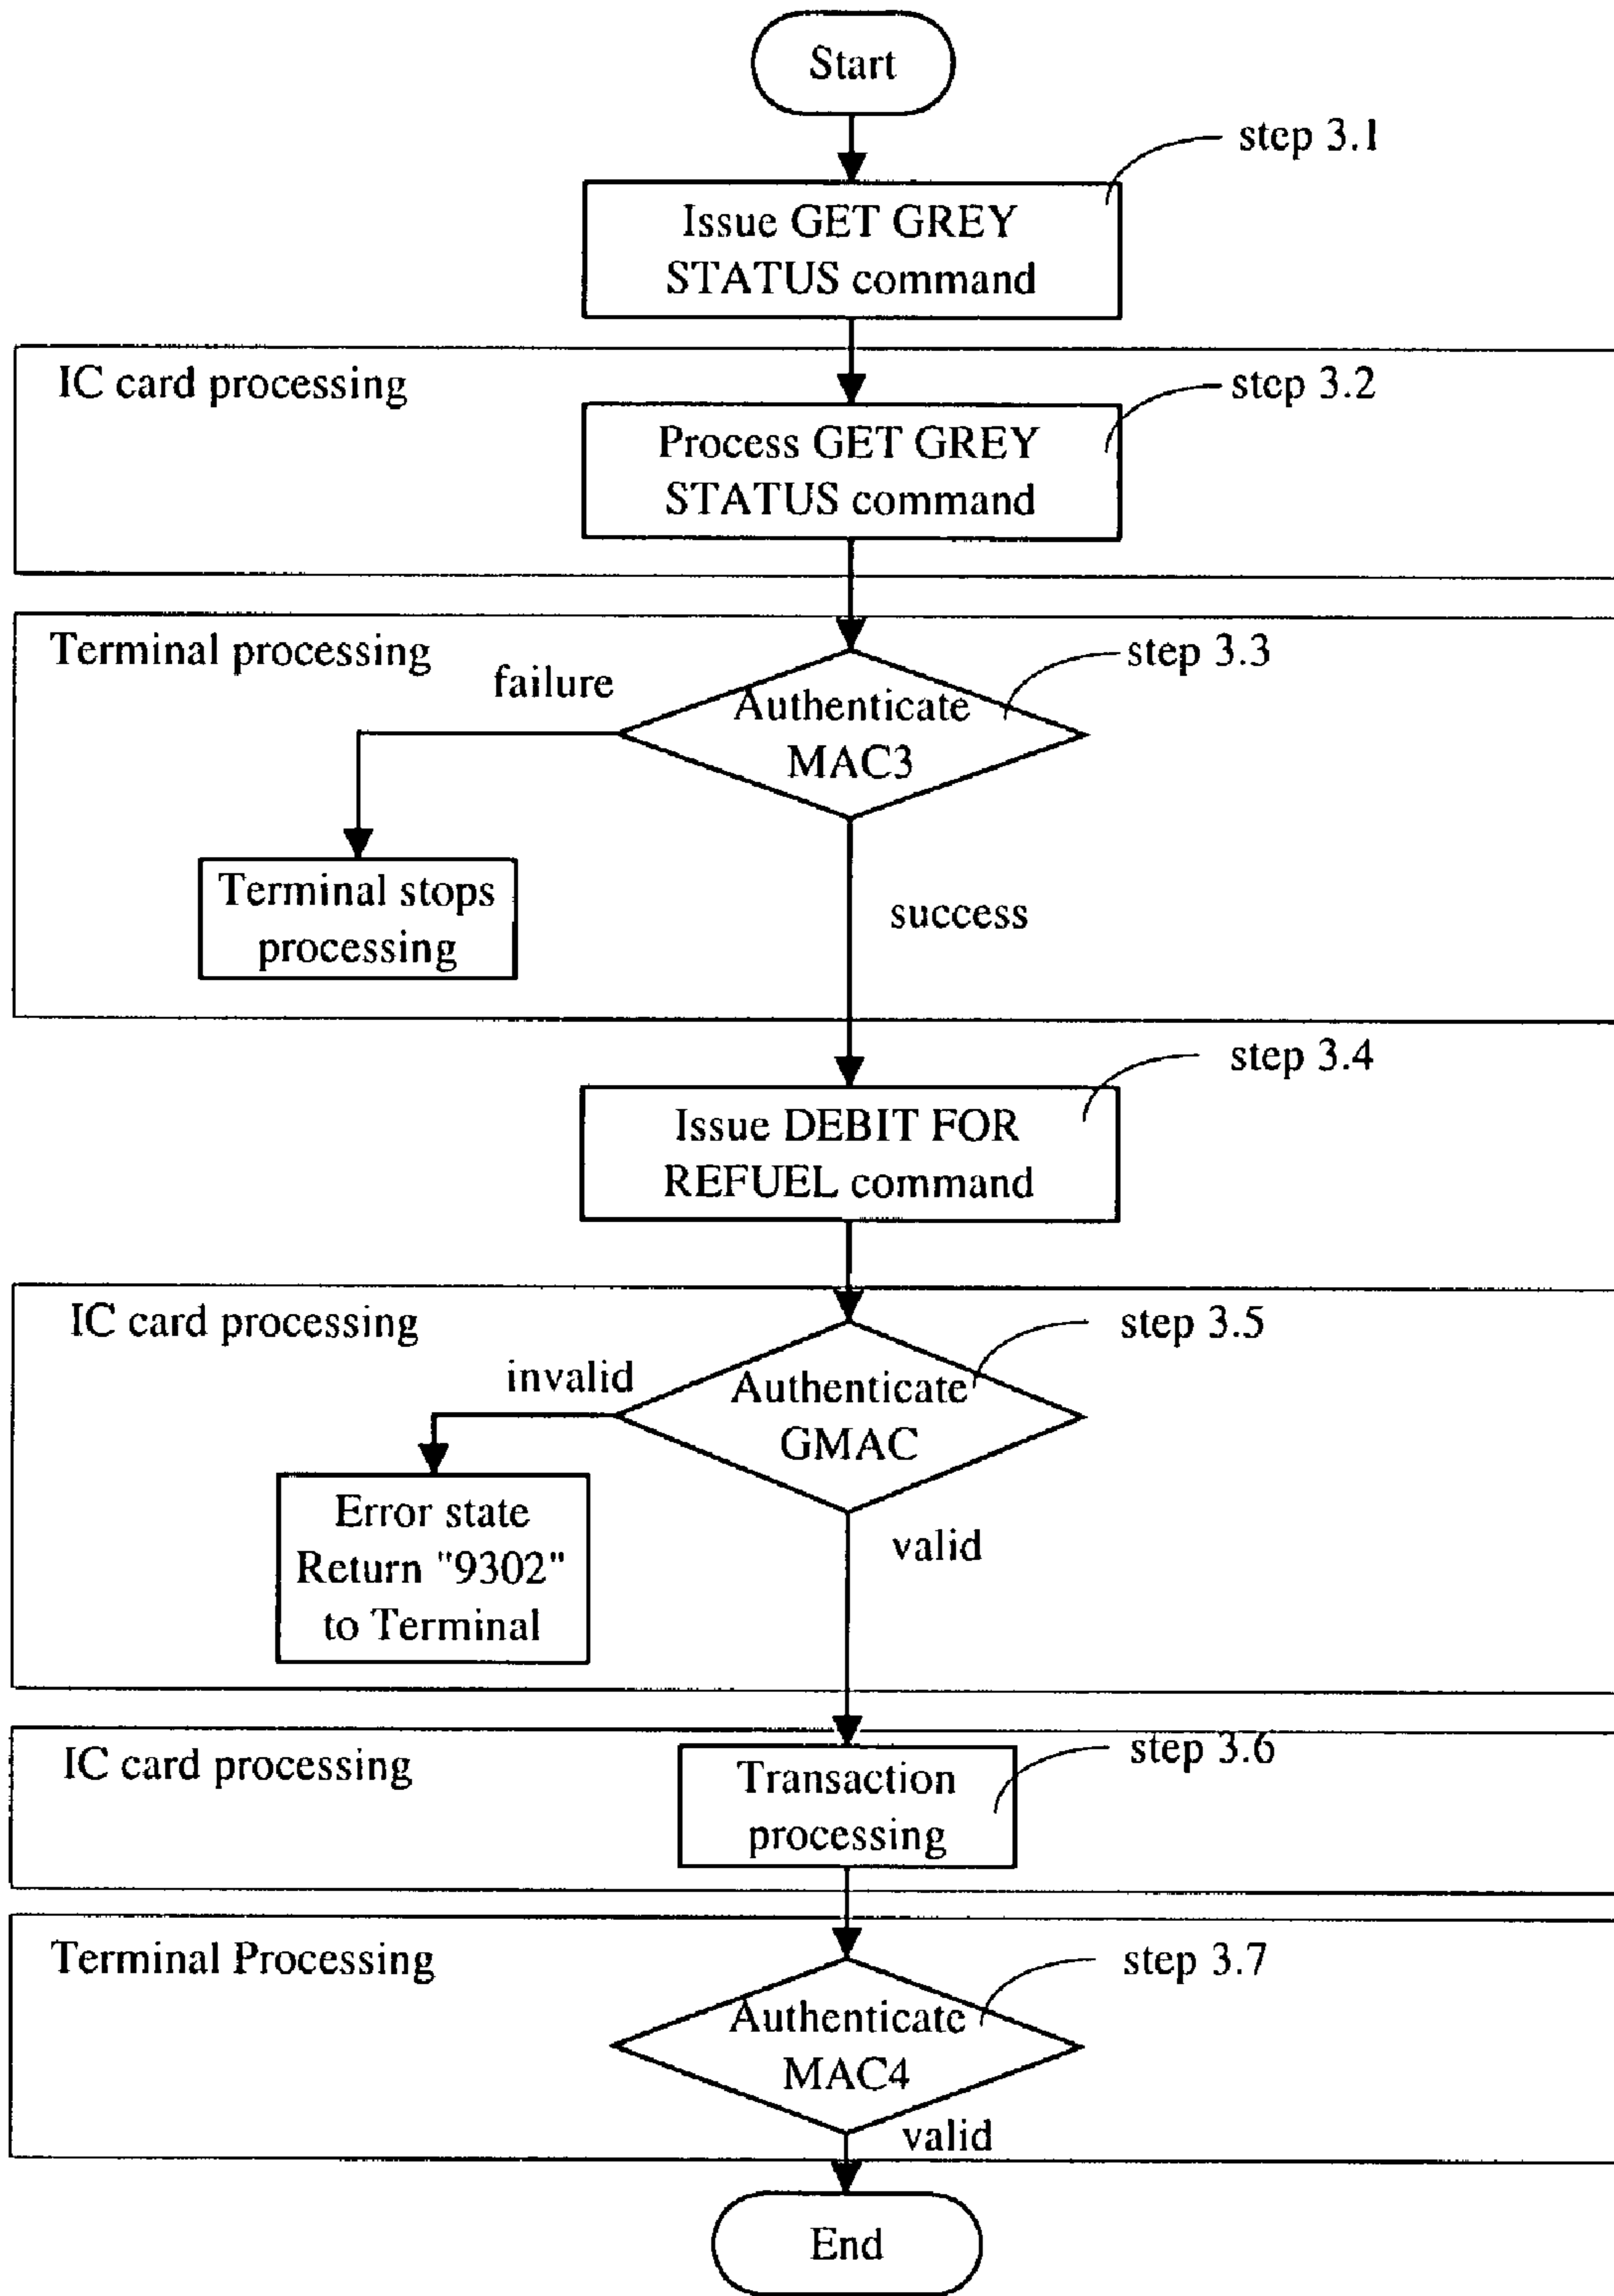 Start
step 3.1
Issue GET GREY
STATUS command
IC card processing
step 3.2
Process GET GREY
STATUS command
Terminal processing
step 3.3
failure
Authenticate
MAC3
Terminal stops
processing
success
step 3.4
Issue DEBIT FOR
REFUEL command
IC card processing
step 3.5
invalid
Authenticate
GMAC
Error state
Return "9302"
to Terminal
valid
IC card processing
step 3.6
Transaction
processing
Terminal Processing
step 3.7
Authenticate
MAC4
valid
End